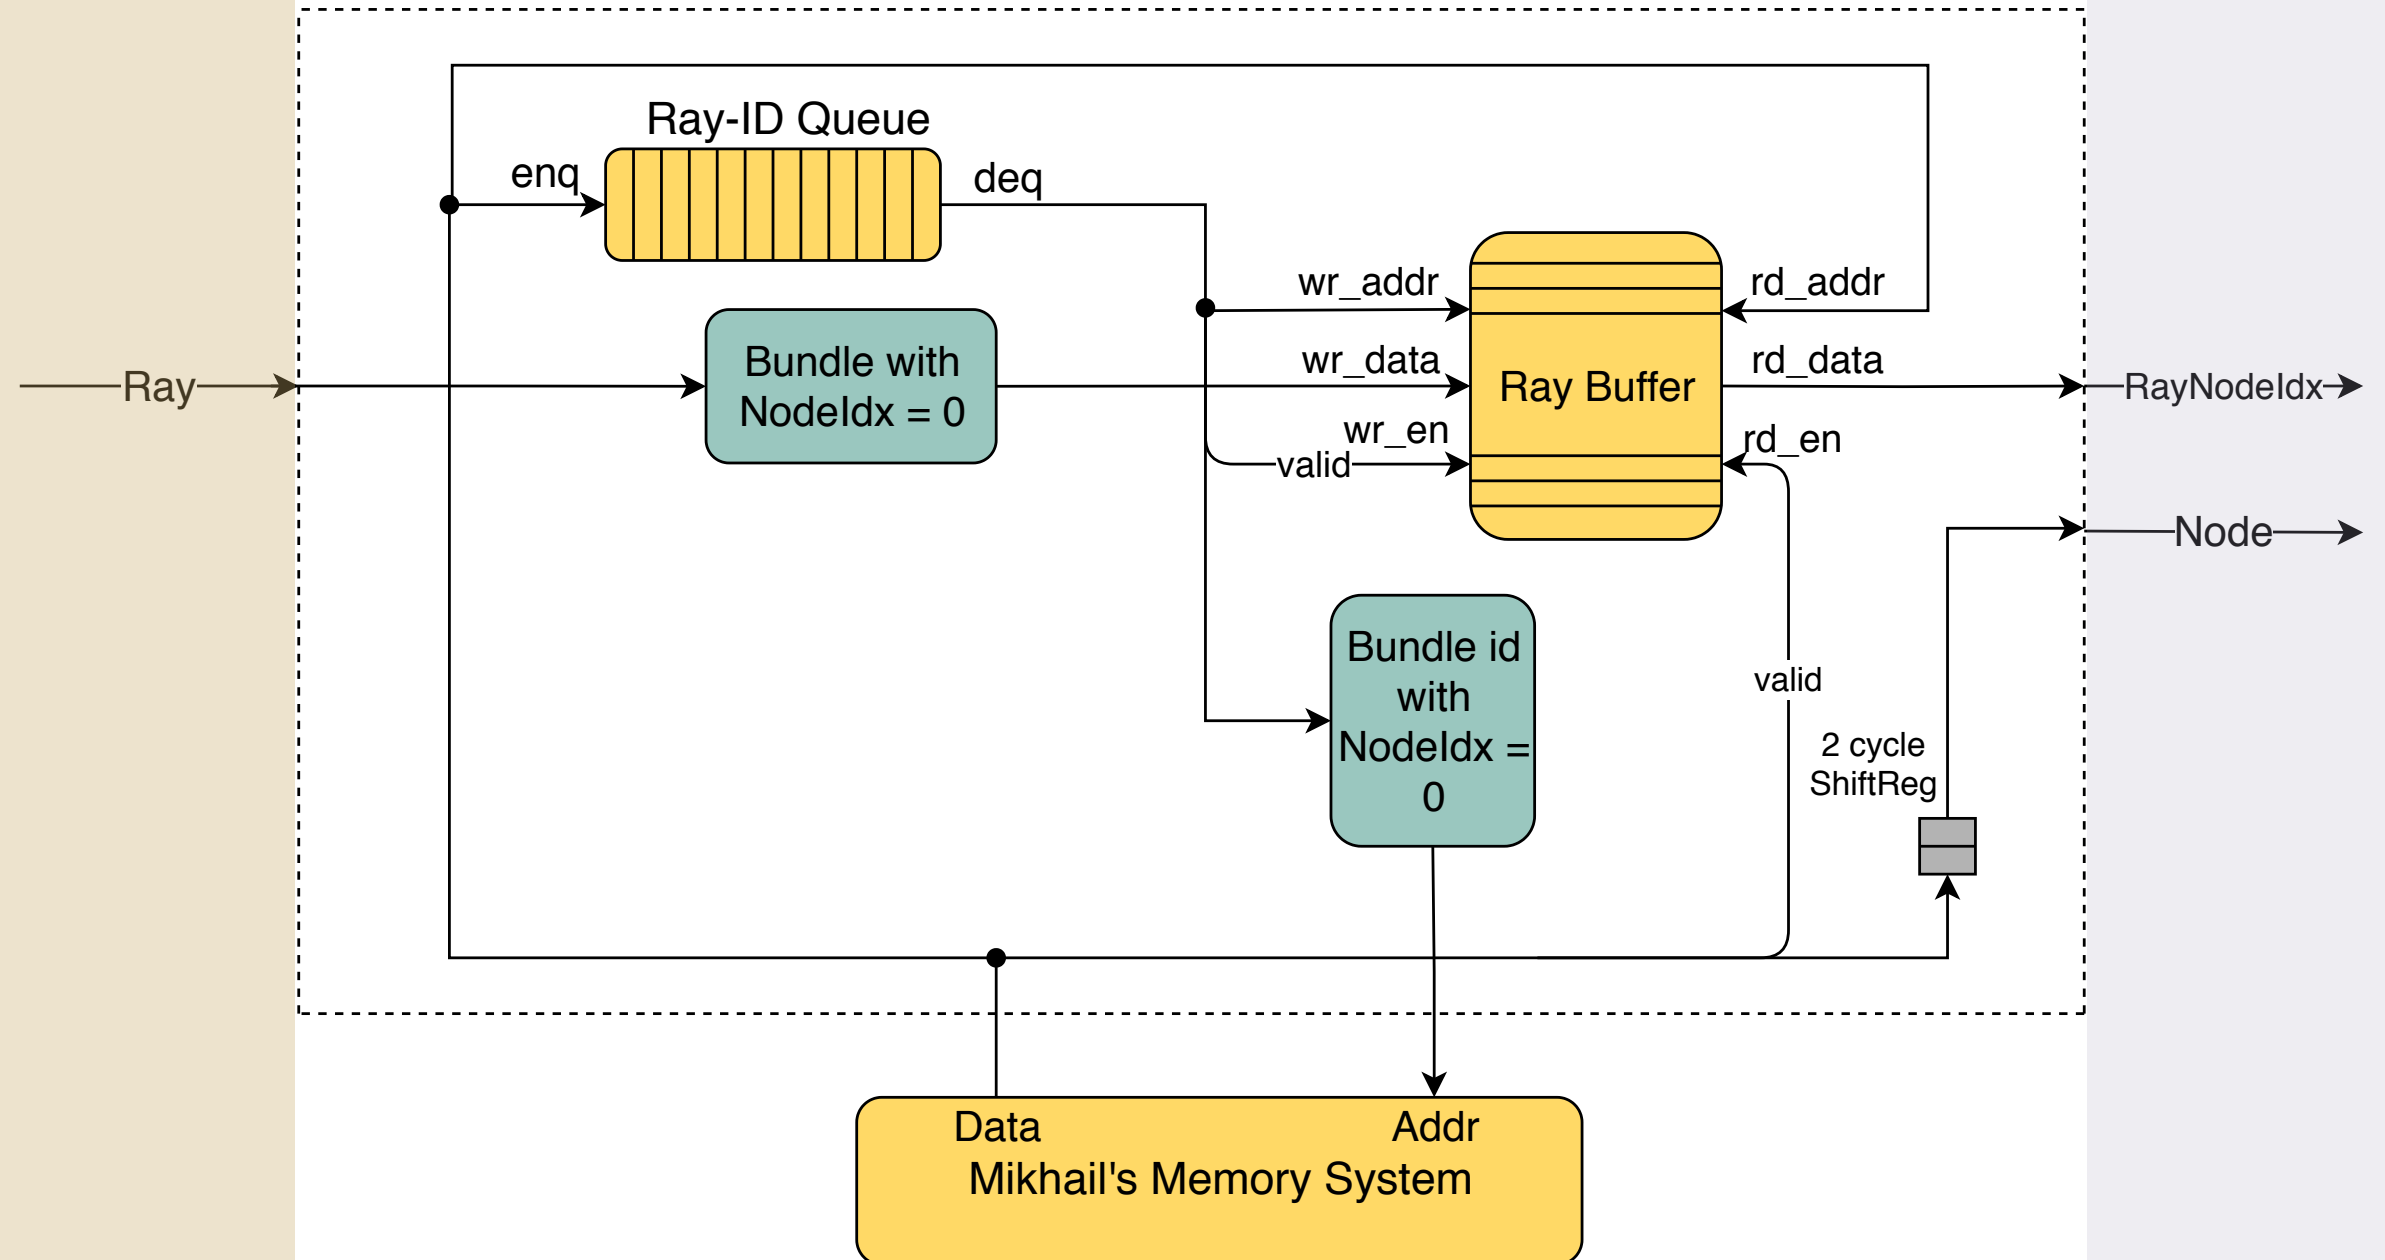 Ray-ID Queue
enq
deq
wr_addr
rd_addr
Ray
Bundle with
NodeIdx = 0
wr_data
Ray Buffer
rd_data
RayNodeIdx
wr_en
valid
rd_en
Node
Bundle id
with
NodeIdx =
0
valid
2 cycle
ShiftReg
Data
Addr
Mikhail's Memory System